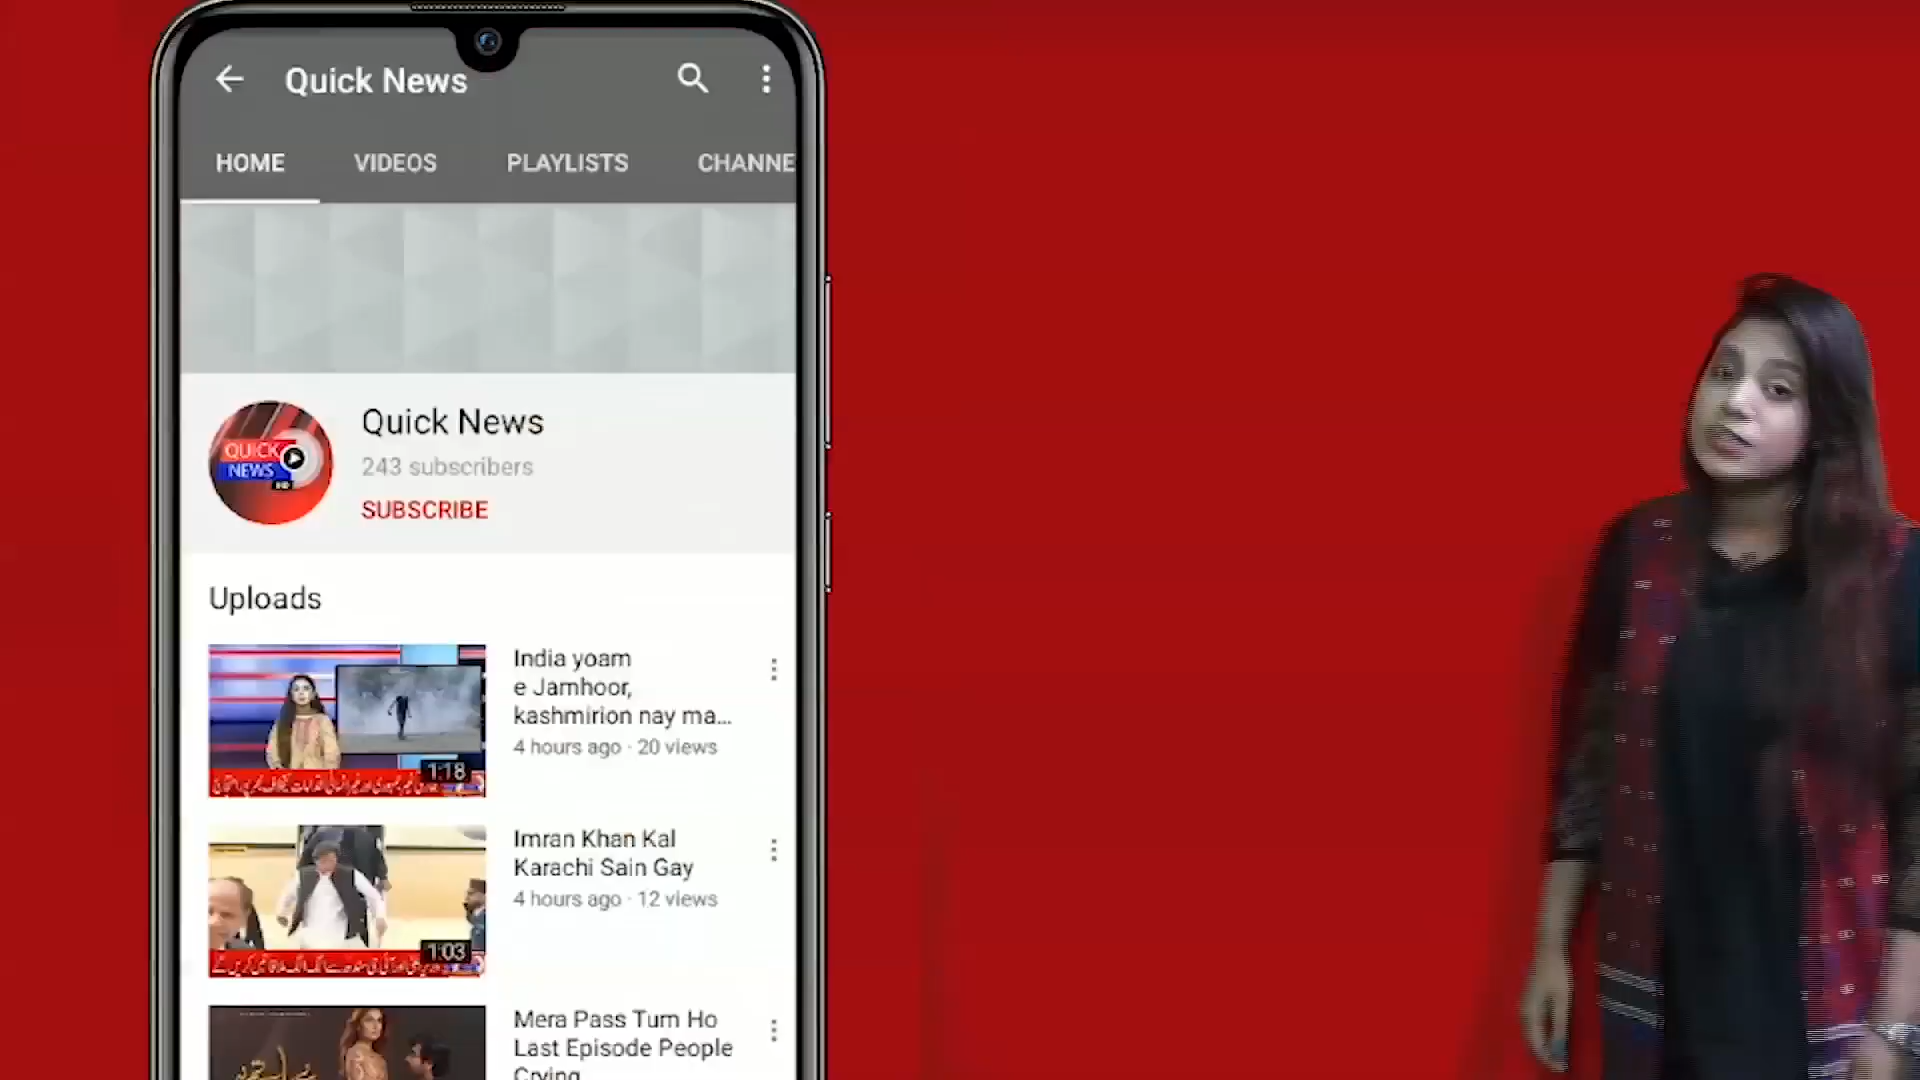 Quick News
HOME VIDEOS PLAYLISTS CHANNE
QUICK
NEWS
HD
Quick News
243 subscribers
SUBSCRIBE
Uploads
India yoam
e Jamhoor,
kashmirion nay ma...
4 hours ago · 20 views
1:18
Imran Khan Kal
Karachi Sain Gay
4 hours ago · 12 views
1:03
Mera Pass Tum Ho
Last Episode People
Crying